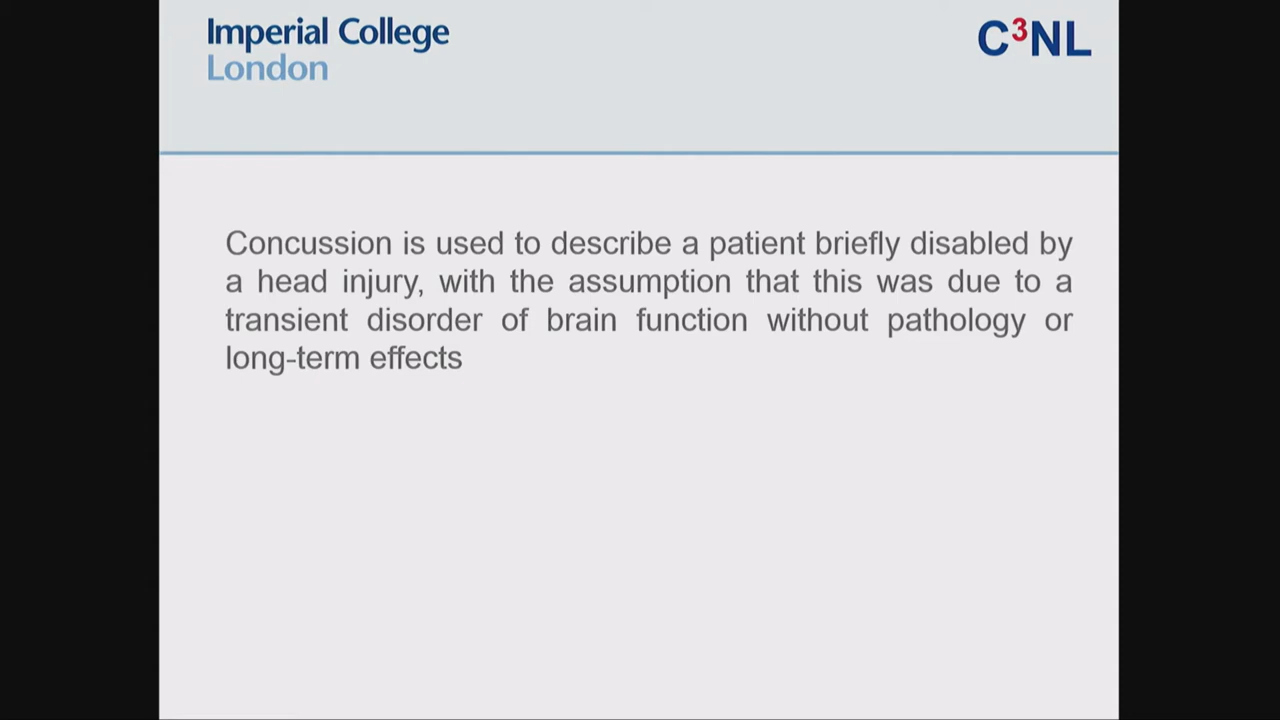 Imperial College
London
C³NL
Concussion is used to describe a patient briefly disabled by
a head injury, with the assumption that this was due to a
transient disorder of brain function without pathology or
long-term effects